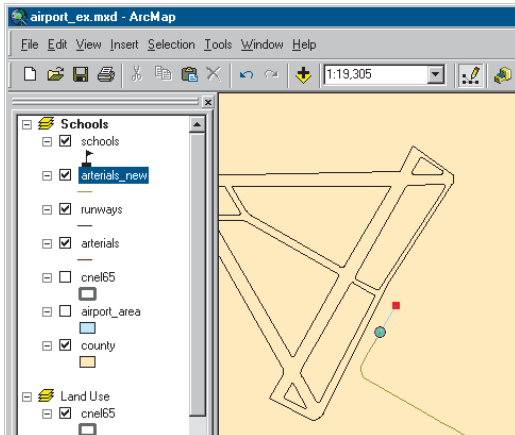 airport_ex.mxd - ArcMap
File Edit View Insert Selection Tools Window Help
1:19,305
Schools
schools
arterials_new
runways
arterials
cnel65
airport_area
county
Land Use
cnel65